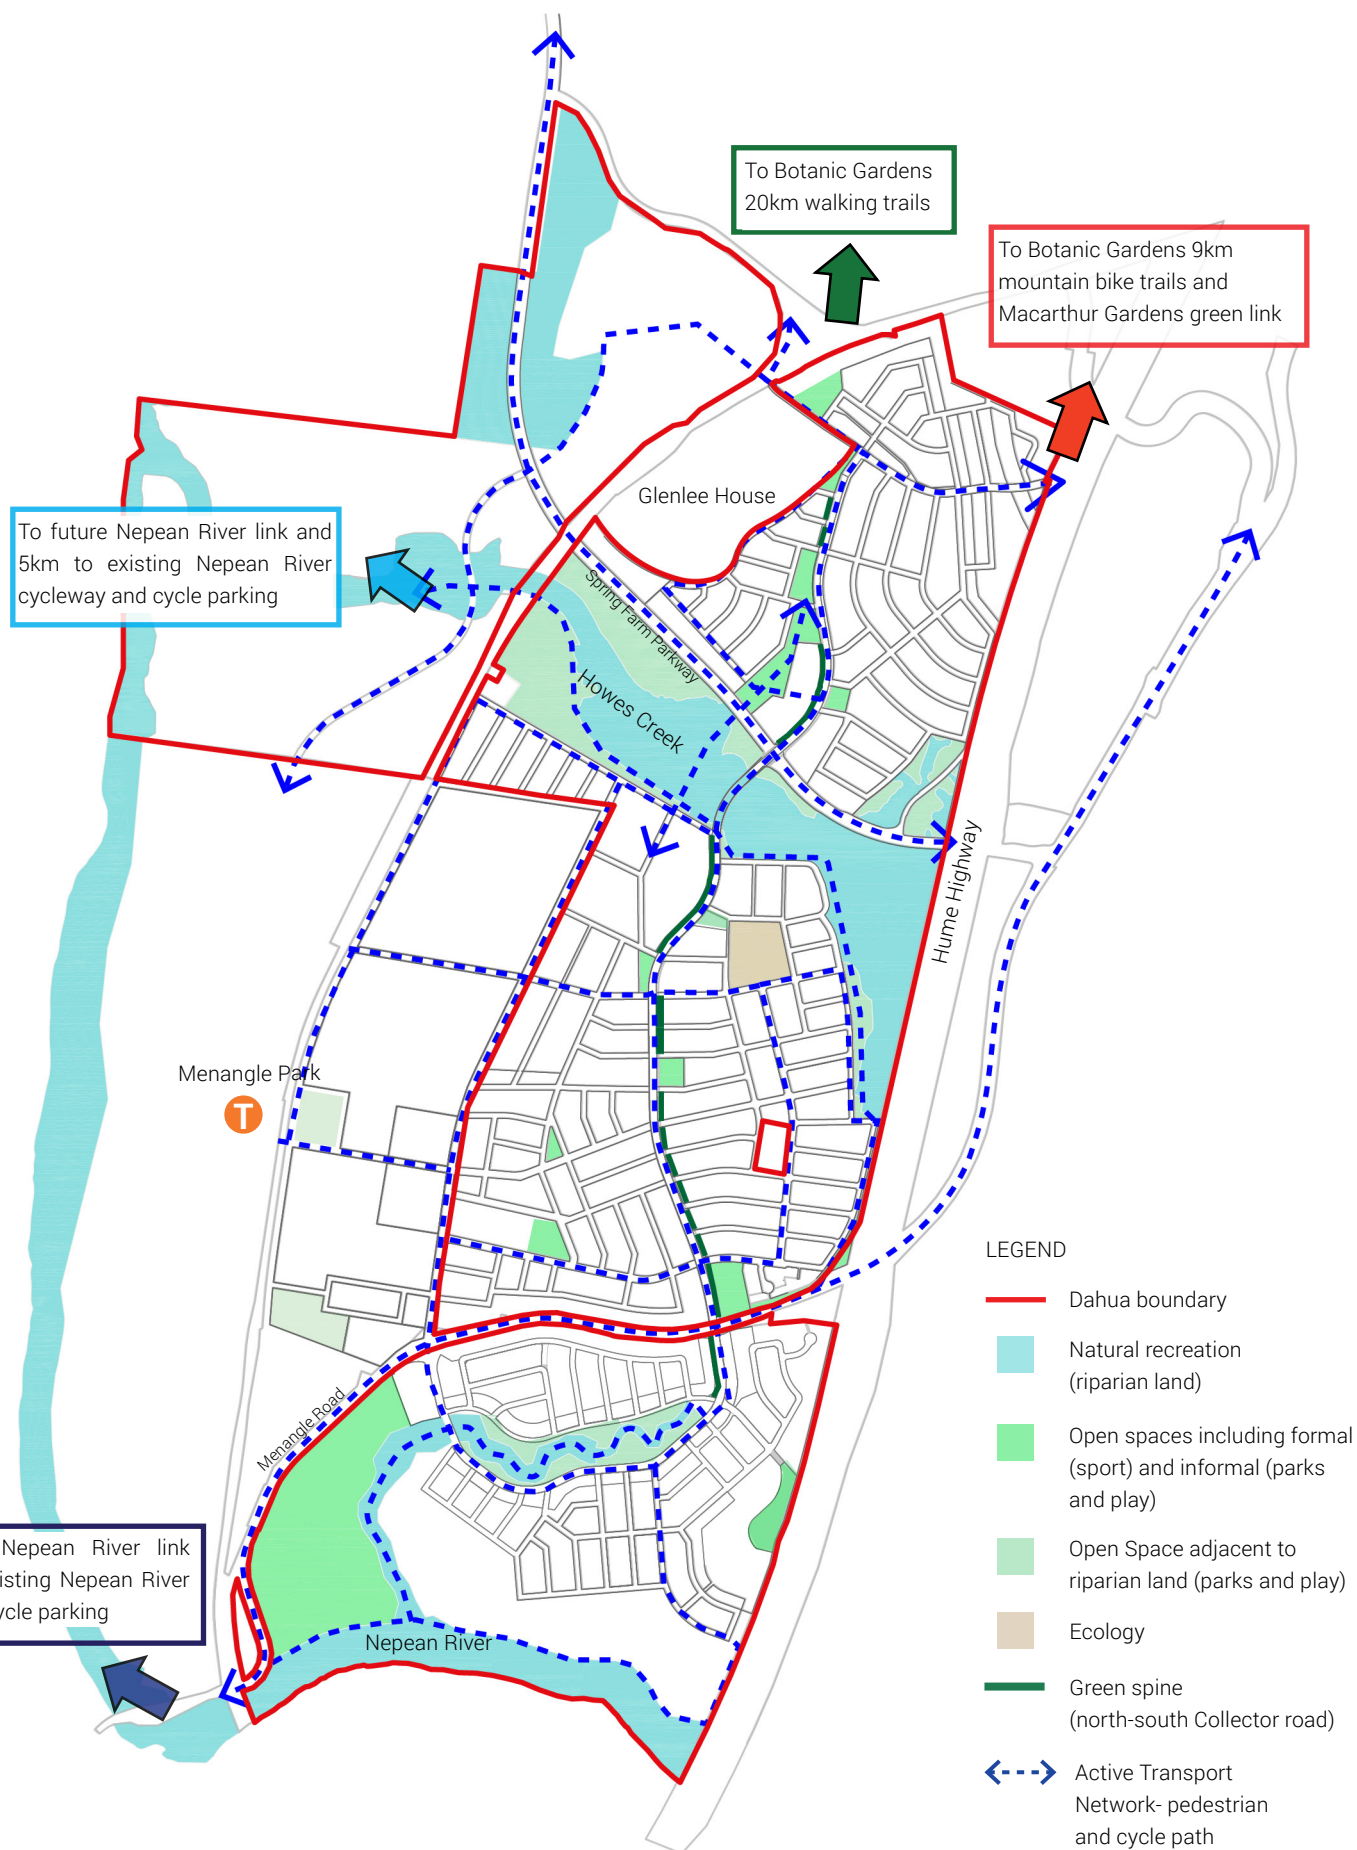 To Botanic Gardens
20km walking trails
To Botanic Gardens 9km
mountain bike trails and
Macarthur Gardens green link
Glenlee House
To future Nepean River link and
5km to existing Nepean River
cycleway and cycle parking
Spring Farm Parkway
Howes Creek
Hume Highway
Menangle Park
T
Menangle Road
Nepean River link
isting Nepean River
ycle parking
Nepean River
LEGEND
Dahua boundary
Natural recreation
(riparian land)
Open spaces including formal
(sport) and informal (parks
and play)
Open Space adjacent to
riparian land (parks and play)
Ecology
Green spine
(north-south Collector road)
Active Transport
Network- pedestrian
and cycle path